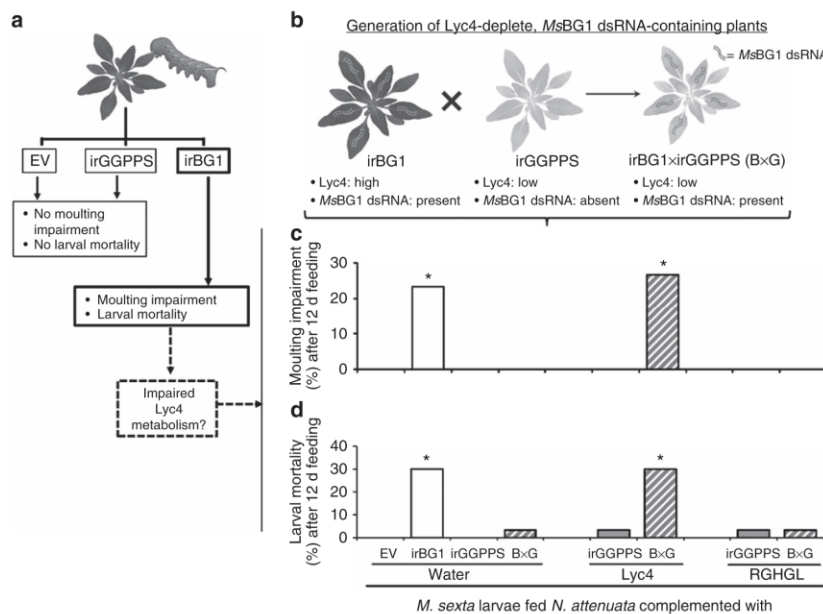 a
EV
irGGPPS
irBG1
• No moulting
impairment
• No larval mortality
• Moulting impairment
• Larval mortality
Impaired
Lyc4
metabolism?
b
Generation of Lyc4-deplete, MsBG1 dsRNA-containing plants
= MsBG1 dsRNA
×
irBG1
• Lyc4: high
• MsBG1 dsRNA: present
irGGPPS
• Lyc4: low
• MsBG1 dsRNA: absent
irBG1×irGGPPS (B×G)
• Lyc4: low
• MsBG1 dsRNA: present
c
Moulting impairment
(%) after 12 d feeding
30
20
10
0
*
*
d
Larval mortality
(%) after 12 d feeding
40
30
20
10
0
*
*
EV irBG1 irGGPPS B×G irGGPPS B×G irGGPPS B×G
Water Lyc4 RGHGL
M. sexta larvae fed N. attenuata complemented with